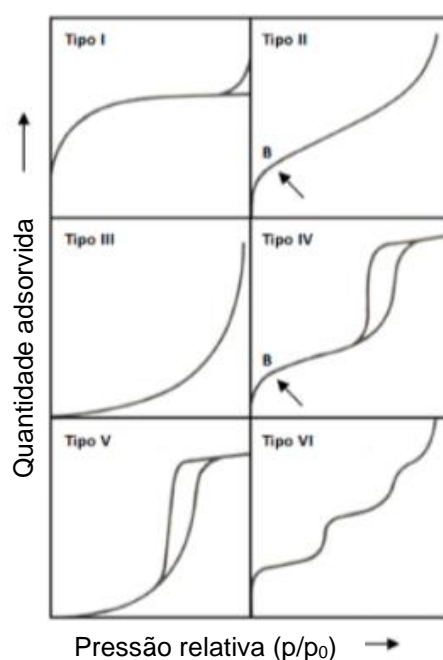 Tipo I
Tipo II
B
Tipo III
Tipo IV
B
Tipo V
Tipo VI
Quantidade adsorvida
Pressão relativa (p/p₀)